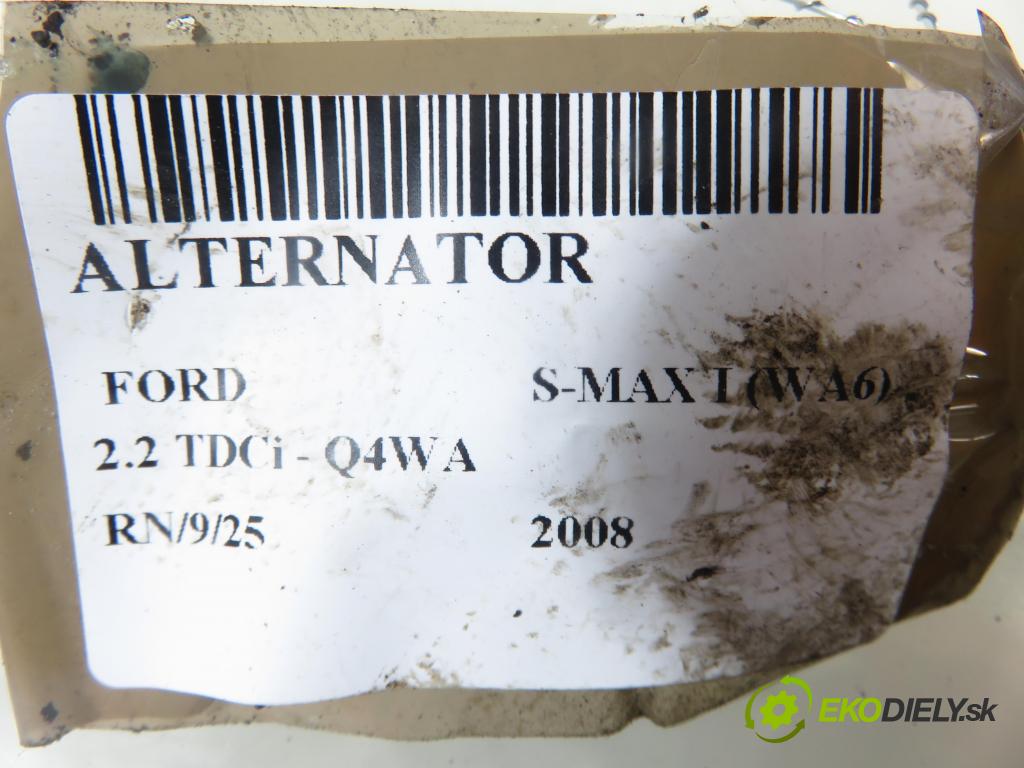 ALTERNATOR
FORD S-MAX I (WA6)
2.2 TDCi - Q4WA
RN/9/25 2008
EKODIELY.sk